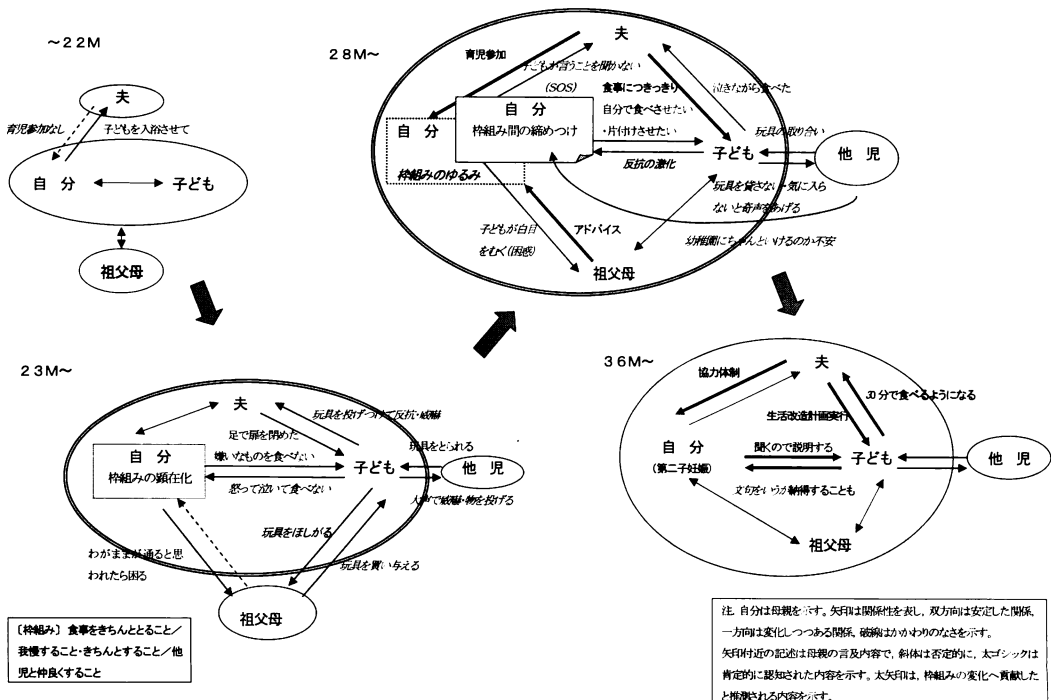 ～22M
夫
育児参加なし
子どもを入浴させて
自 分
子ども
祖父母
28M～
夫
育児参加
子どもが言うことを聞かない
(SOS)
食事につきっきり
自分で食べさせたい
・片付けさせたい
泣きながら食べた
自 分
枠組み間の締めつけ
自 分
枠組みのゆるみ
反抗の激化
子ども
玩具の取り合い
他 児
玩具を貸さない・気に入ら
ないと奇声をあげる
子どもが白目
をむく(困惑)
アドバイス
幼稚園にちゃんといけるのか不安
祖父母
23M～
夫
玩具を投げつけて反抗・威嚇
足で扉を閉めた
嫌いなものを食べない
自 分
枠組みの顕在化
怒って泣いて食べない
子ども
玩具をとられる
他 児
威嚇・物を投げる
玩具をほしがる
玩具を買い与える
わがままが通ると思
われたら困る
祖父母
〔枠組み〕 食事をきちんととること／
我慢すること・きちんとすること／他
児と仲良くすること
36M～
夫
協力体制
30分で食べるようになる
生活改造計画実行
自 分
(第二子妊娠)
聞くので説明する
子ども
他 児
文句をいうが納得することも
祖父母
注. 自分は母親を示す。矢印は関係性を表し，双方向は安定した関係，
一方向は変化しつつある関係，破線はかかわりのなさを示す。
矢印付近の記述は母親の言及内容で，斜体は否定的に，太ゴシックは
肯定的に認知された内容を示す。太矢印は，枠組みの変化へ貢献した
と推測される内容を示す。